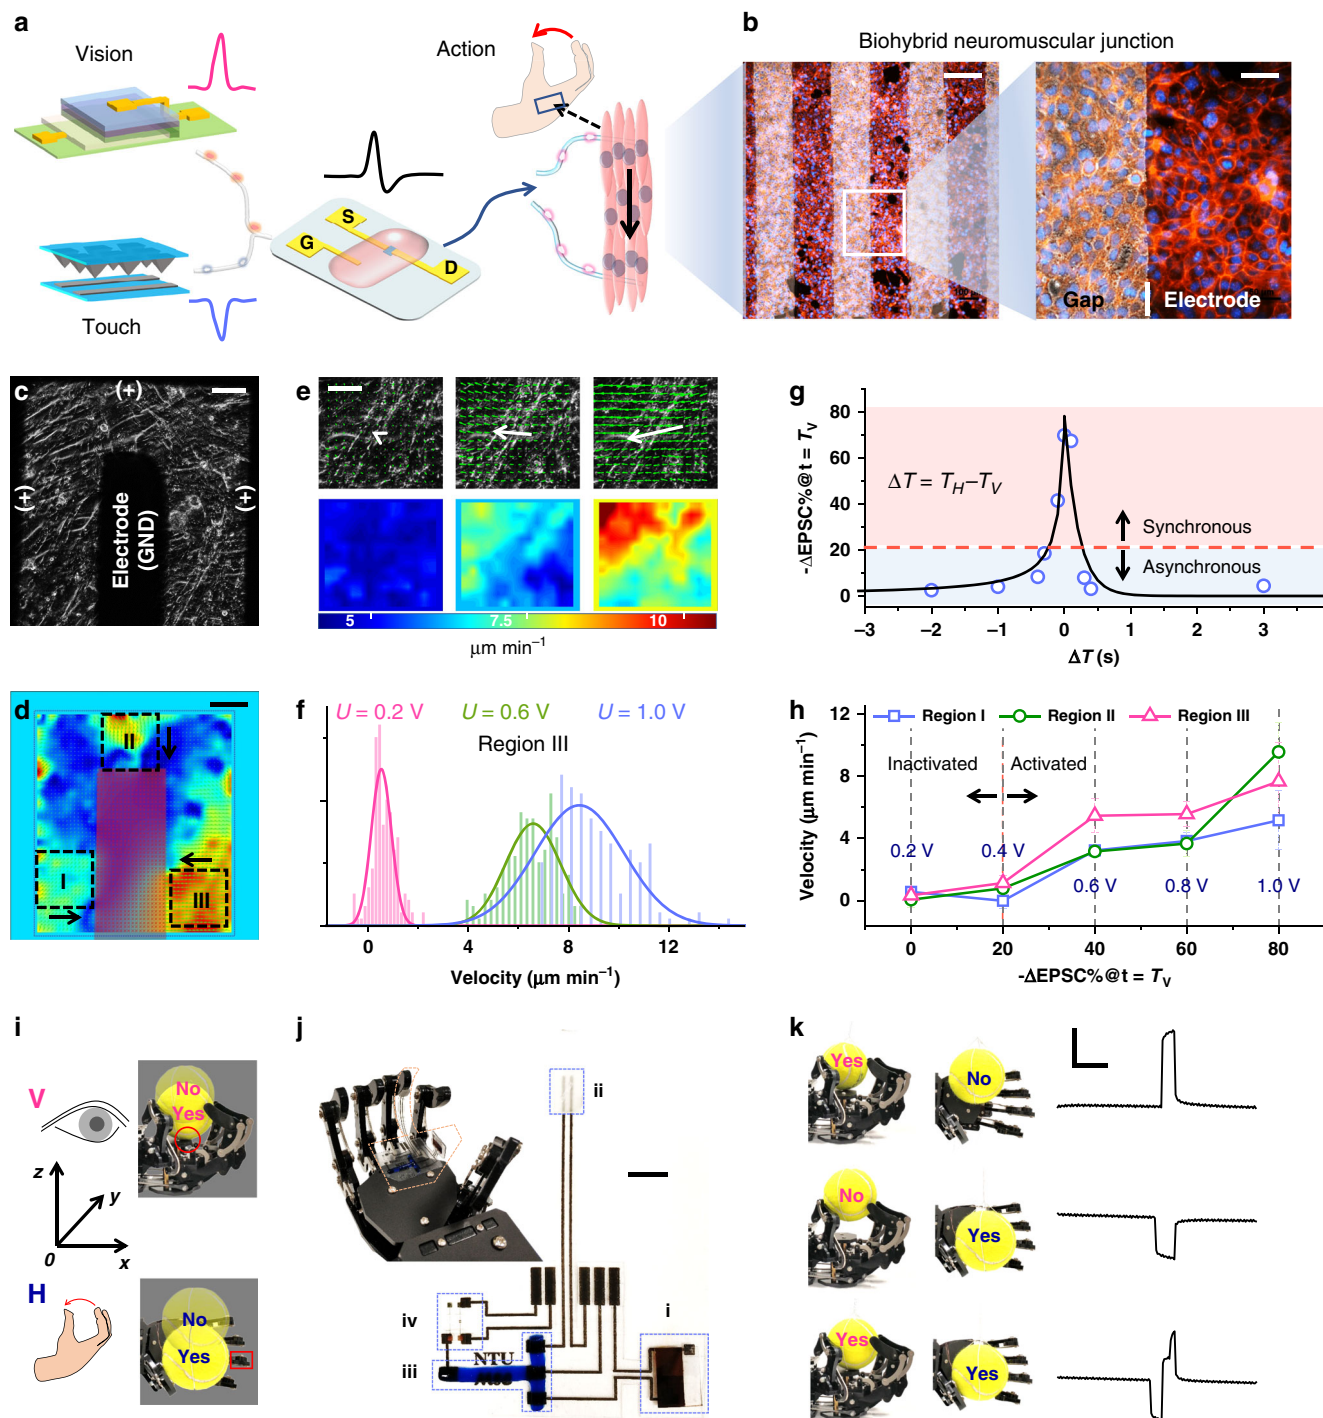 a
Vision
Action
S
G
D
Touch
b
Biohybrid neuromuscular junction
Gap
Electrode
c
(+)
(+)
(+)
Electrode
(GND)
d
II
I
III
e
5
7.5
10
μm min⁻¹
f
U = 0.2 V
U = 0.6 V
U = 1.0 V
Region III
0
4
8
12
Velocity (μm min⁻¹)
g
80
60
40
20
0
-ΔEPSC%@t = T_V
ΔT = T_H–T_V
Synchronous
Asynchronous
–3
–2
–1
0
1
2
3
ΔT (s)
h
Region I
Region II
Region III
12
8
4
0
Velocity (μm min⁻¹)
Inactivated
Activated
0.2 V
0.4 V
0.6 V
0.8 V
1.0 V
0
20
40
60
80
-ΔEPSC%@t = T_V
i
V
No
Yes
z
y
0
x
H
No
Yes
j
ii
i
iv
iii
NTU
k
Yes
No
No
Yes
Yes
Yes